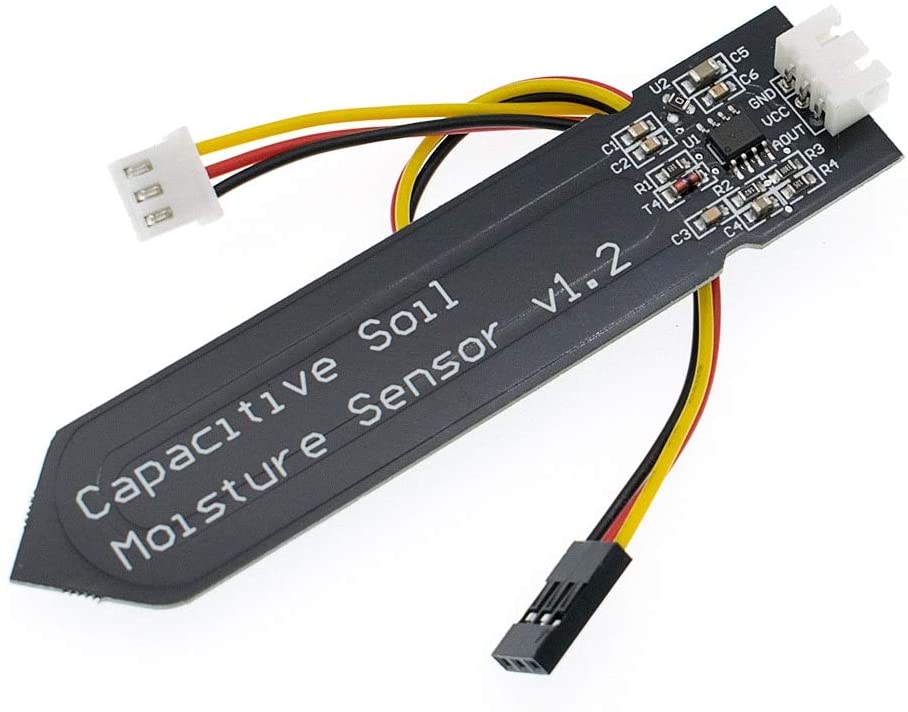 Capacitive Soil
Moisture Sensor v1.2
U2
C5
C6
GND
VCC
AOUT
C1
C2
U1
R1
R2
R3
R4
T4
C3
C4